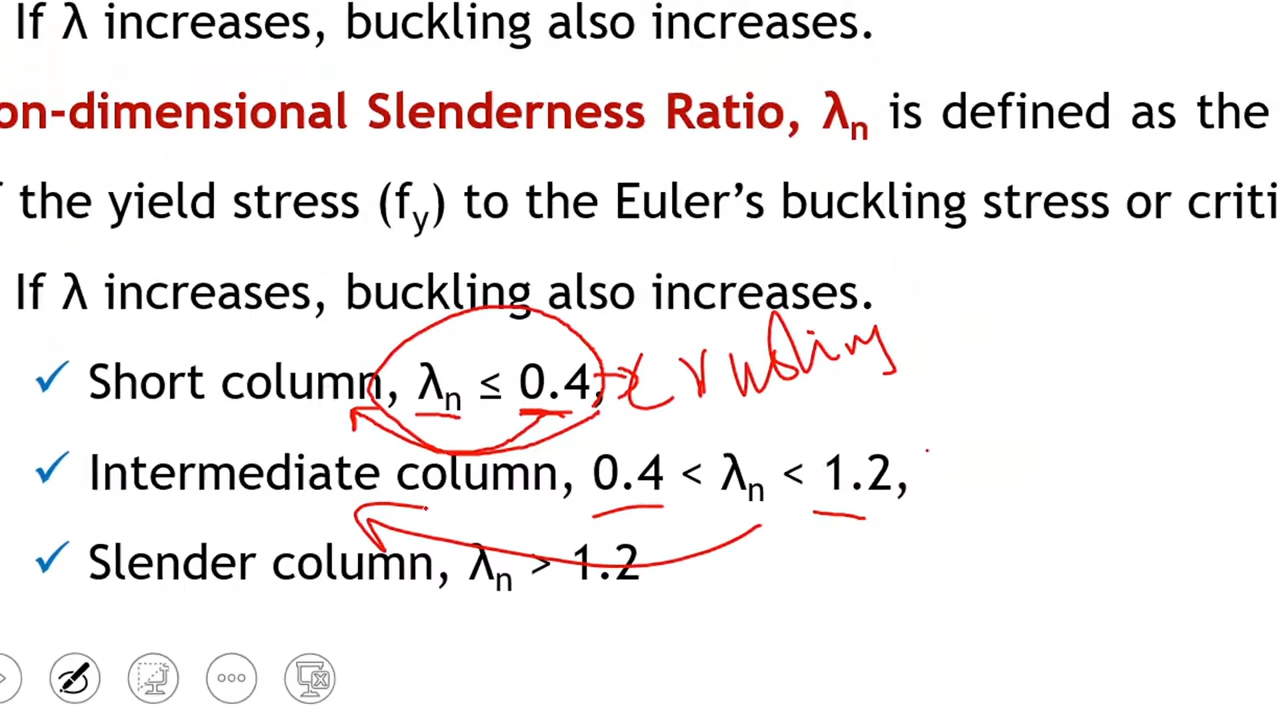 If λ increases, buckling also increases.
on-dimensional Slenderness Ratio, λn is defined as the
the yield stress (fy) to the Euler's buckling stress or criti
If λ increases, buckling also increases.
✓ Short column, λn ≤ 0.4,
✓ Intermediate column, 0.4 < λn < 1.2,
✓ Slender column, λn > 1.2